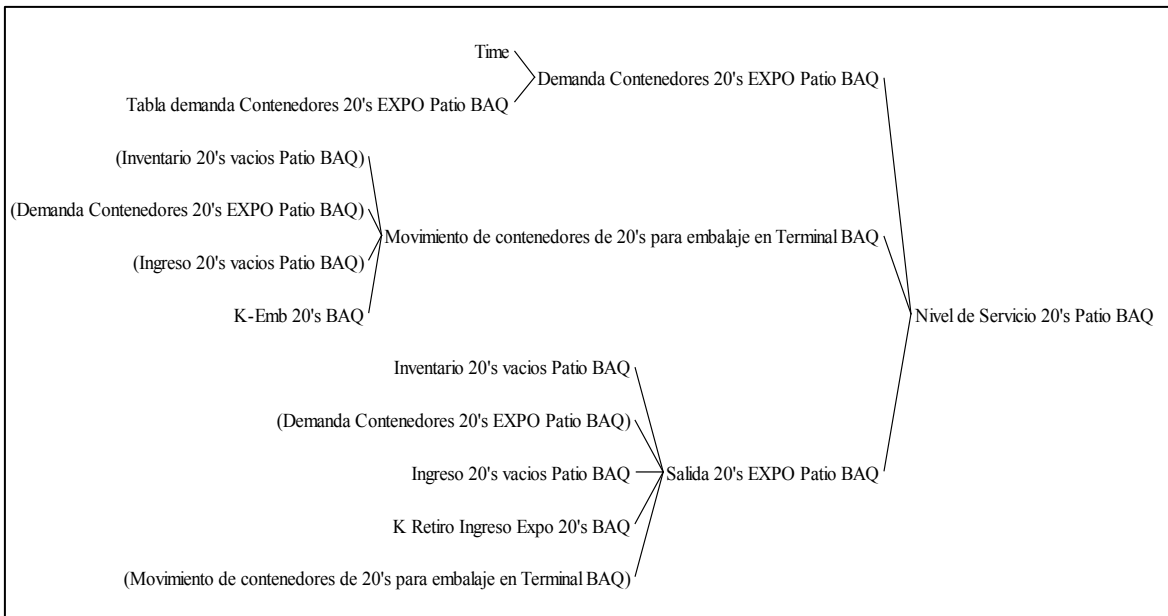 Time
Demanda Contenedores 20's EXPO Patio BAQ
Tabla demanda Contenedores 20's EXPO Patio BAQ
(Inventario 20's vacios Patio BAQ)
(Demanda Contenedores 20's EXPO Patio BAQ)
Movimiento de contenedores de 20's para embalaje en Terminal BAQ
(Ingreso 20's vacios Patio BAQ)
K-Emb 20's BAQ
Nivel de Servicio 20's Patio BAQ
Inventario 20's vacios Patio BAQ
(Demanda Contenedores 20's EXPO Patio BAQ)
Ingreso 20's vacios Patio BAQ
Salida 20's EXPO Patio BAQ
K Retiro Ingreso Expo 20's BAQ
(Movimiento de contenedores de 20's para embalaje en Terminal BAQ)